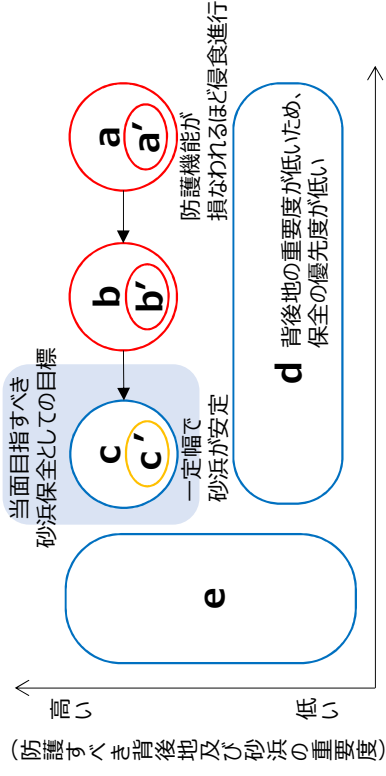 (防護すべき背後地及び砂浜の重要度)
高い
低い
当面目指すべき
砂浜保全としての目標
e
c
c′
一定幅で
砂浜が安定
b
b′
a
a′
防護機能が
損なわれるほど侵食進行
d
背後地の重要度が低いため、
保全の優先度が低い